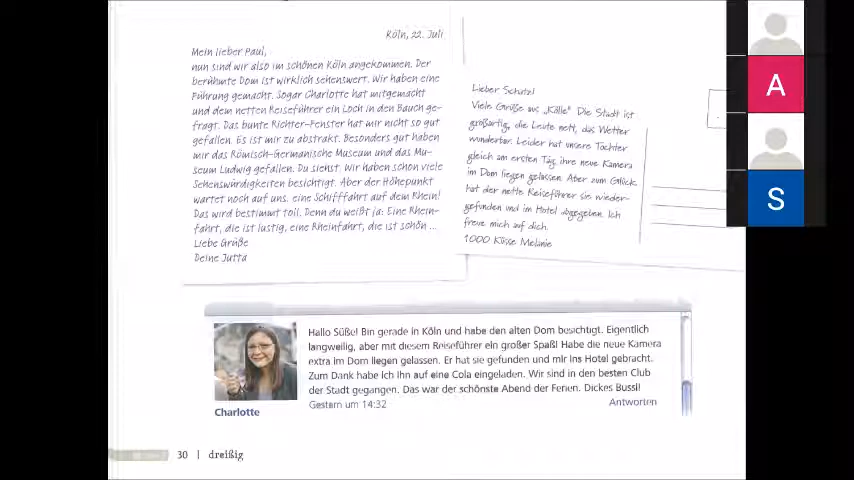 Köln, 22. Juli
Mein lieber Paul,
nun sind wir also im schönen Köln angekommen. Der
berühmte Dom ist wirklich sehenswert. Wir haben eine
Führung gemacht. Sogar Charlotte hat mitgemacht
und dem netten Reiseführer ein Loch in den Bauch ge-
fragt. Das bunte Richter-Fenster hat mir nicht so gut
gefallen. Es ist mir zu abstrakt. Besonders gut haben
mir das Römisch-Germanische Museum und das Mu-
seum Ludwig gefallen. Du siehst: Wir haben schon viele
Sehenswürdigkeiten besichtigt. Aber der Höhepunkt
wartet noch auf uns: eine Schifffahrt auf dem Rhein!
Das wird bestimmt toll. Denn du weißt ja: Eine Rhein-
fahrt, die ist lustig, eine Rheinfahrt, die ist schön ...
Liebe Grüße
Deine Jutta
Lieber Schatz!
Viele Grüße aus „Kölle“ Die Stadt ist
großartig, die Leute nett, das Wetter
wunderbar. Leider hat unsere Tochter
gleich am ersten Tag ihre neue Kamera
im Dom liegen gelassen. Aber zum Glück
hat der nette Reiseführer sie wieder-
gefunden und im Hotel abgegeben. Ich
freue mich auf dich.
1000 Küsse Melanie
A
S
Hallo Süße! Bin gerade in Köln und habe den alten Dom besichtigt. Eigentlich
langweilig, aber mit diesem Reiseführer ein großer Spaß! Habe die neue Kamera
extra im Dom liegen gelassen. Er hat sie gefunden und mir ins Hotel gebracht.
Zum Dank habe ich ihn auf eine Cola eingeladen. Wir sind in den besten Club
der Stadt gegangen. Das war der schönste Abend der Ferien. Dickes Bussi!
Gestern um 14:32
Antworten
Charlotte
30 | dreißig